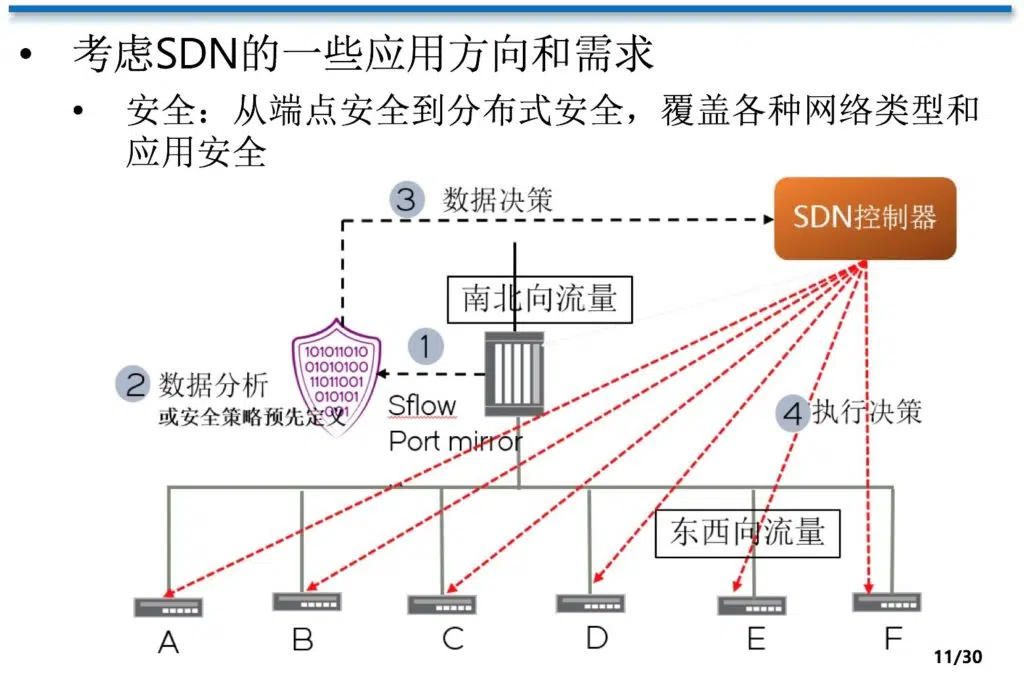 考虑SDN的一些应用方向和需求
安全：从端点安全到分布式安全，覆盖各种网络类型和
应用安全
3 数据决策
SDN控制器
南北向流量
1
101011010
01010100
11011001
010101
001
2 数据分析
或安全策略预先定义
Sflow
Port mirror
4 执行决策
东西向流量
A B C D E F
11/30